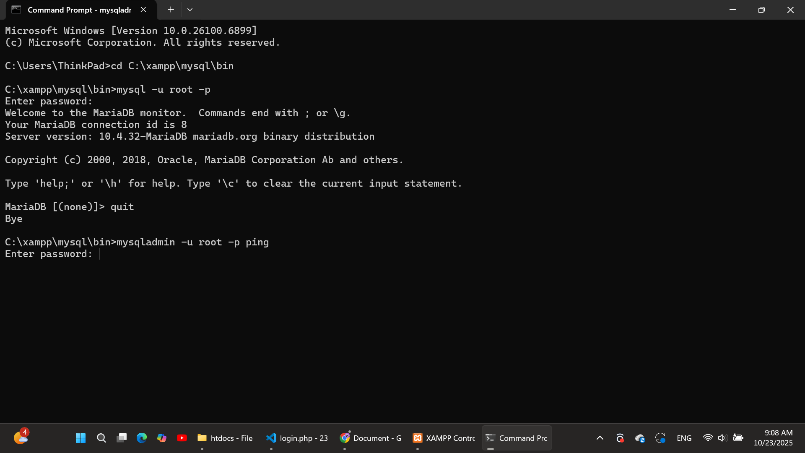 Command Prompt - mysqladr
Microsoft Windows [Version 10.0.26100.6899]
(c) Microsoft Corporation. All rights reserved.
C:\Users\ThinkPad>cd C:\xampp\mysql\bin
C:\xampp\mysql\bin>mysql -u root -p
Enter password:
Welcome to the MariaDB monitor.  Commands end with ; or \g.
Your MariaDB connection id is 8
Server version: 10.4.32-MariaDB mariadb.org binary distribution
Copyright (c) 2000, 2018, Oracle, MariaDB Corporation Ab and others.
Type 'help;' or '\h' for help. Type '\c' to clear the current input statement.
MariaDB [(none)]> quit
Bye
C:\xampp\mysql\bin>mysqladmin -u root -p ping
Enter password:
4 htdocs - File login.php - 23 Document - G XAMPP Contro Command Pro ENG 9:08 AM
10/23/2025